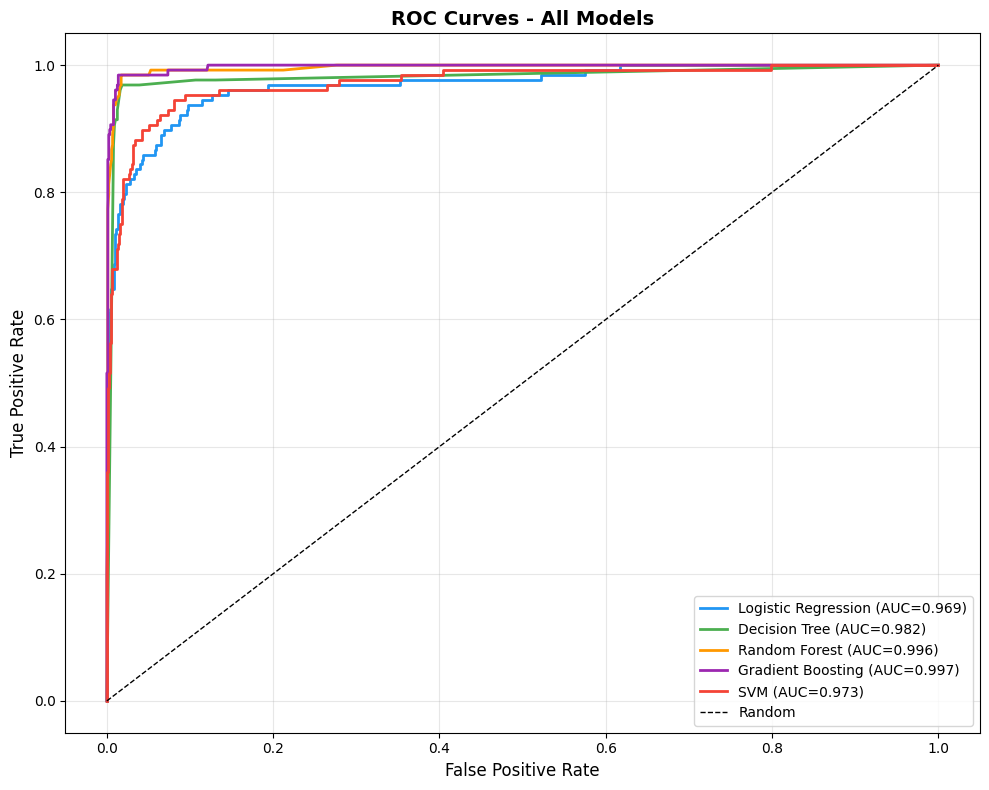 ROC Curves - All Models
True Positive Rate
1.0
0.8
0.6
0.4
0.2
0.0
0.0 0.2 0.4 0.6 0.8 1.0
False Positive Rate
Logistic Regression (AUC=0.969)
Decision Tree (AUC=0.982)
Random Forest (AUC=0.996)
Gradient Boosting (AUC=0.997)
SVM (AUC=0.973)
Random